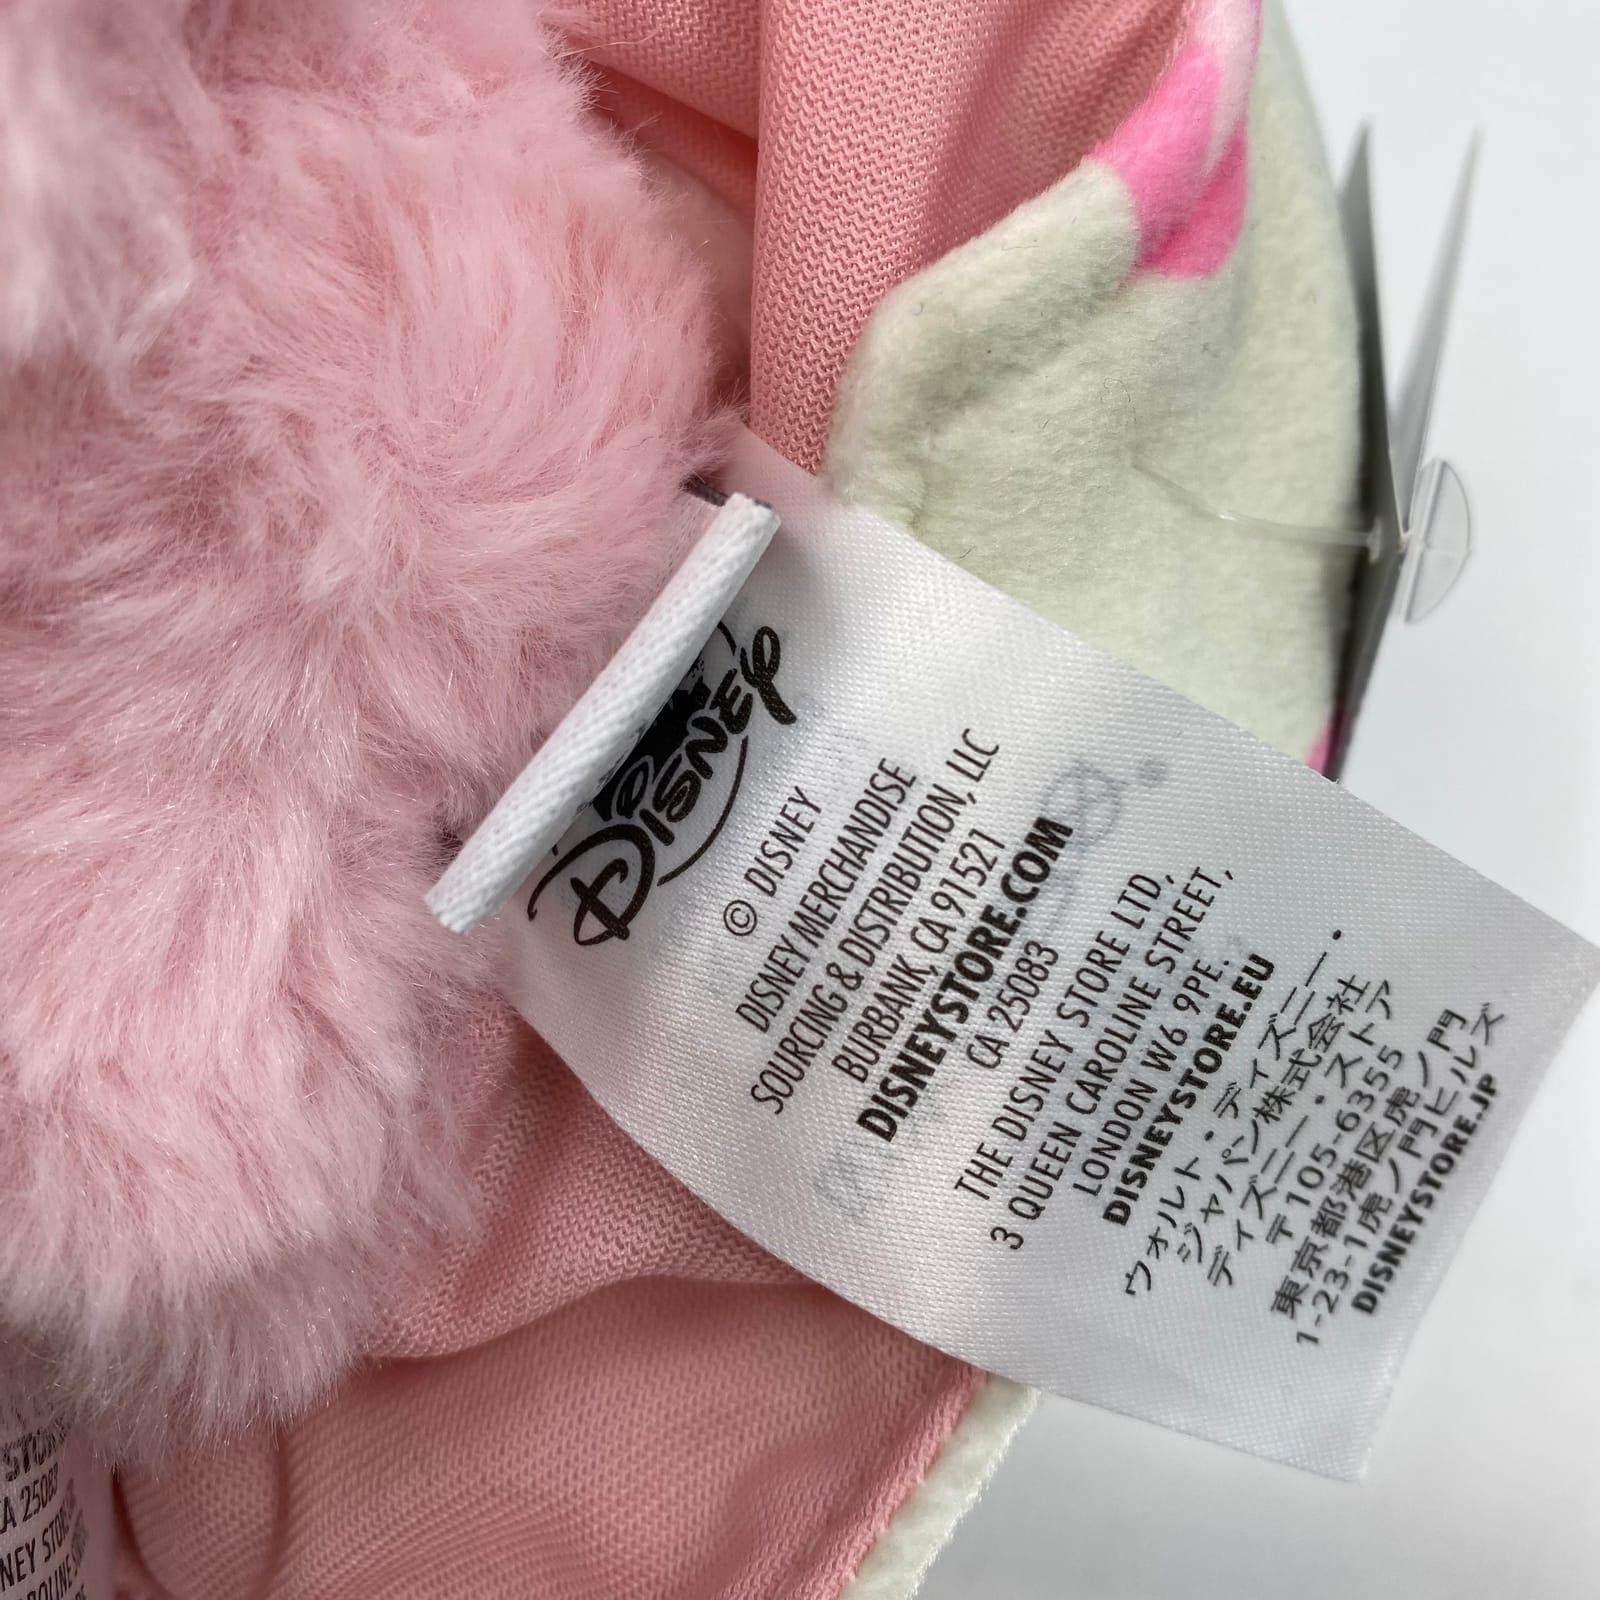 Disney
© DISNEY
DISNEY MERCHANDISE
SOURCING & DISTRIBUTION, LLC
BURBANK, CA 91521
DISNEYSTORE.COM
CA 25083
THE DISNEY STORE LTD,
3 QUEEN CAROLINE STREET,
LONDON W6 9PE.
DISNEYSTORE.EU
ウォルト・ディズニー・
ジャパン株式会社
ディズニー・ストア
〒105-6355
東京都港区虎ノ門
1-23-1虎ノ門ヒルズ
DISNEYSTORE.JP
25083